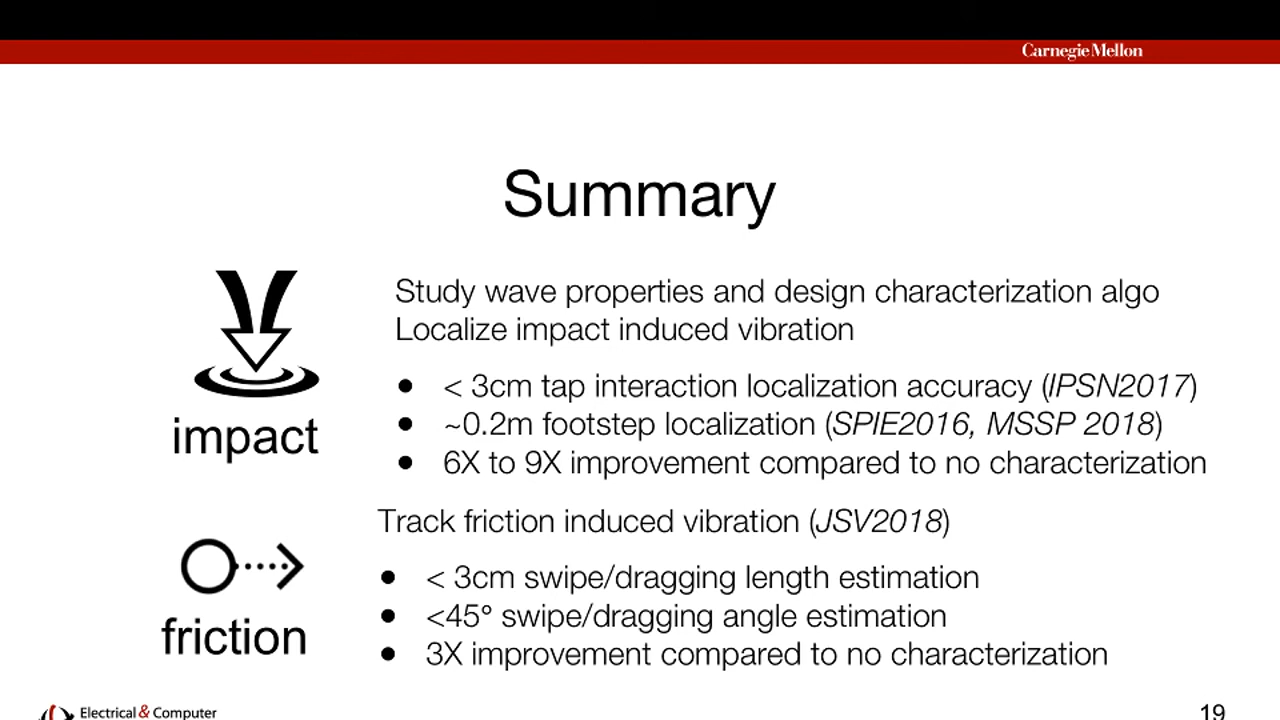 Carnegie Mellon
Summary
Study wave properties and design characterization algo
Localize impact induced vibration
● < 3cm tap interaction localization accuracy (IPSN2017)
● ~0.2m footstep localization (SPIE2016, MSSP 2018)
● 6X to 9X improvement compared to no characterization
impact
Track friction induced vibration (JSV2018)
● < 3cm swipe/dragging length estimation
● <45° swipe/dragging angle estimation
● 3X improvement compared to no characterization
friction
Electrical & Computer
19